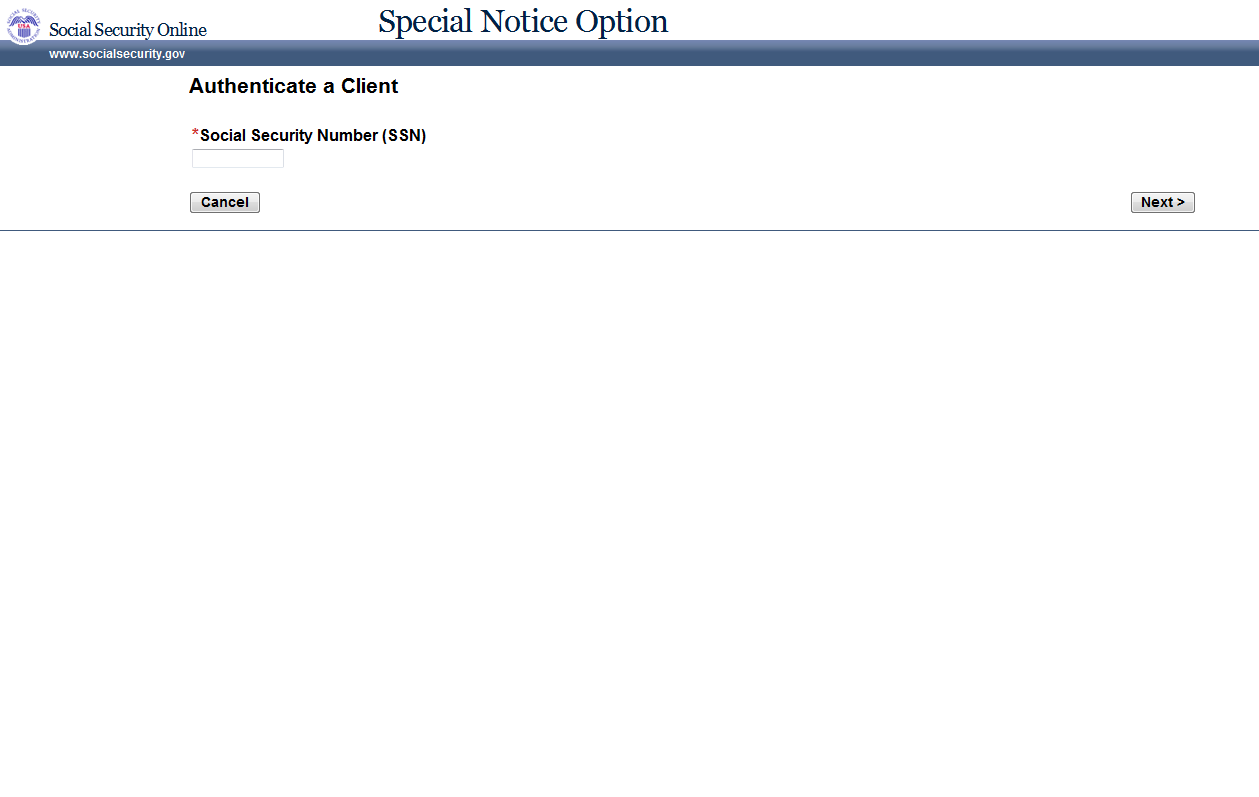 Special Notice Option
Social Security Online
www.socialsecurity.gov
Authenticate a Client
*Social Security Number (SSN)
Cancel
Next >